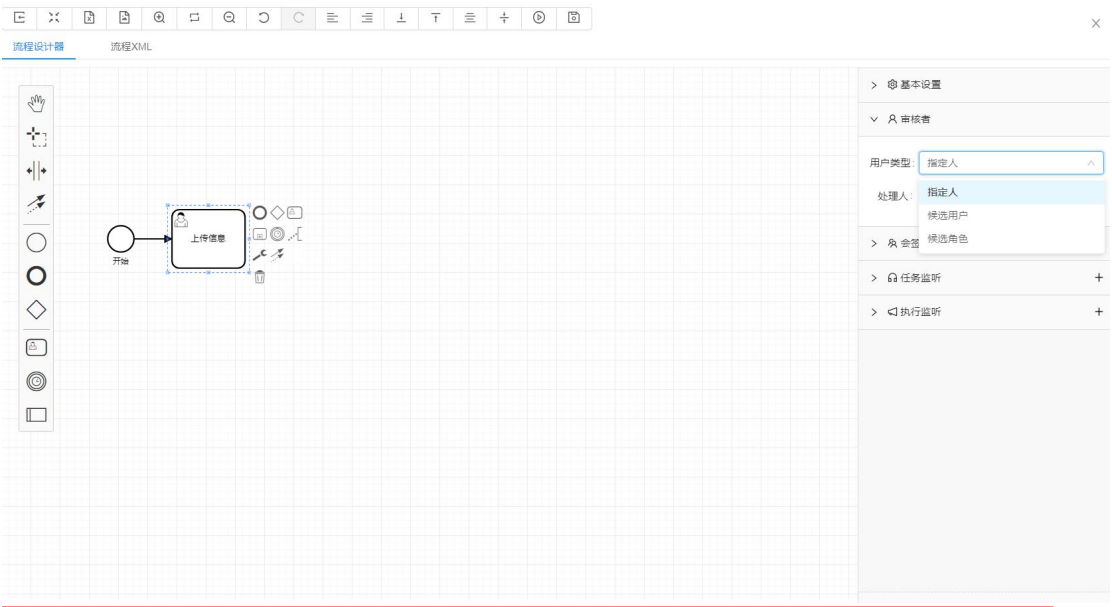 流程设计器 流程XML
基本设置
审核者
用户类型: 指定人
处理人: 指定人
候选用户
候选角色
会签
任务监听
执行监听
上传信息
开始